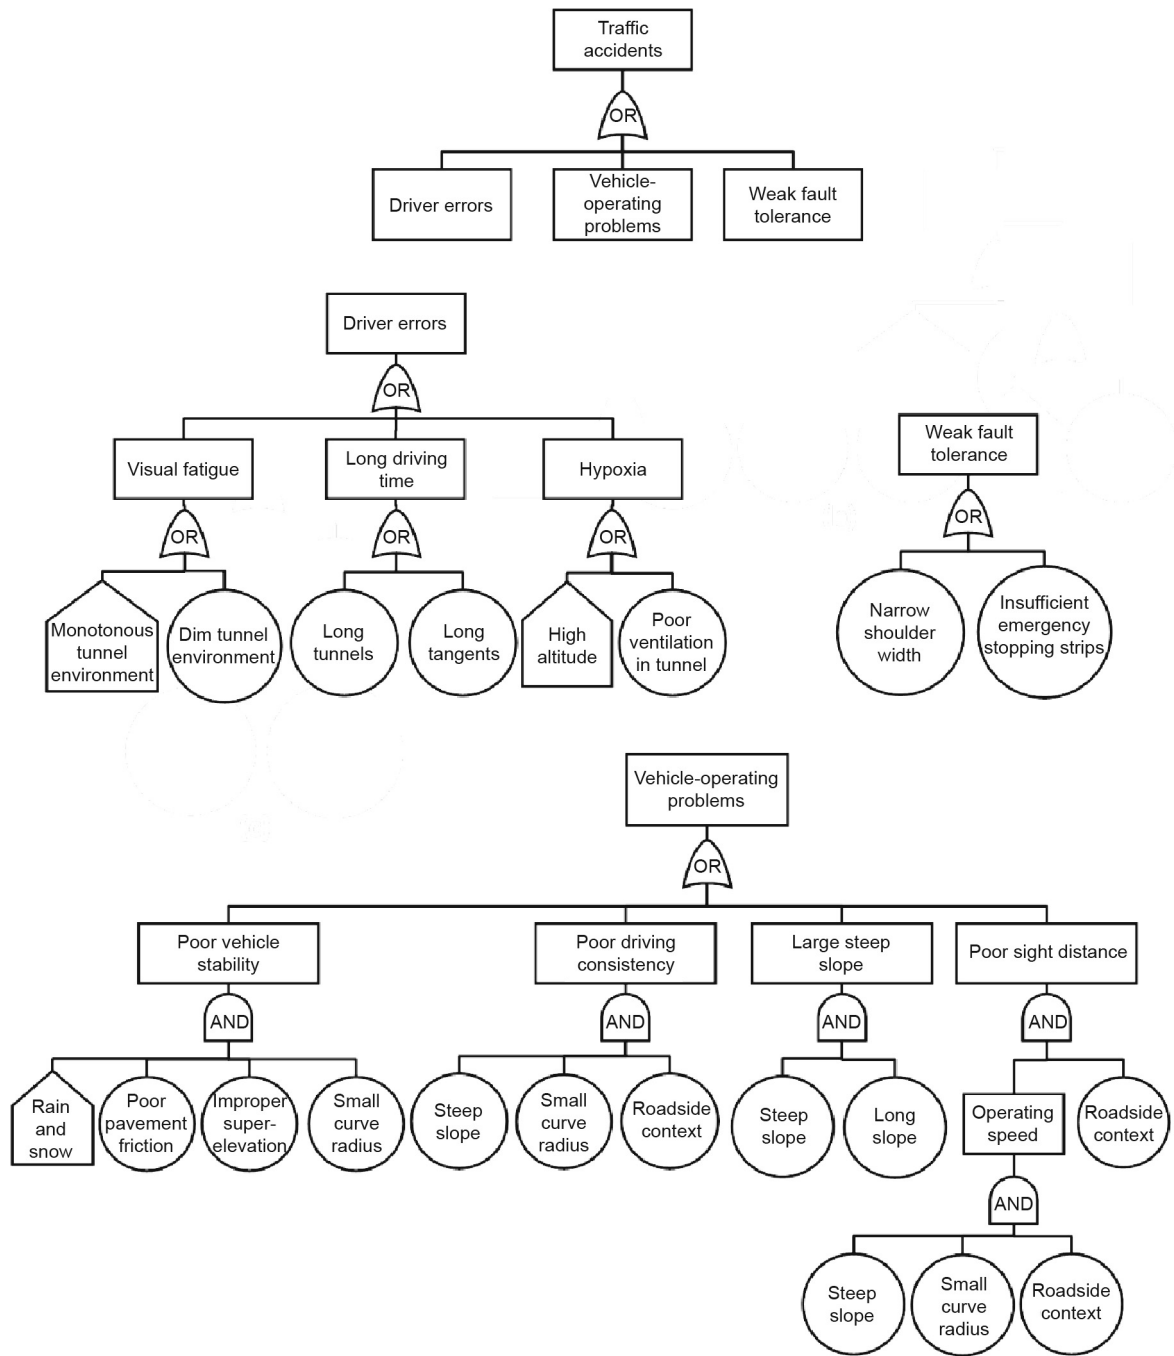 Traffic
accidents
OR
Driver errors
Vehicle-
operating
problems
Weak fault
tolerance
Driver errors
OR
Visual fatigue
Long driving
time
Hypoxia
OR
OR
OR
Monotonous
tunnel
environment
Dim tunnel
environment
Long
tunnels
Long
tangents
High
altitude
Poor
ventilation
in tunnel
Weak fault
tolerance
OR
Narrow
shoulder
width
Insufficient
emergency
stopping strips
Vehicle-operating
problems
OR
Poor vehicle
stability
Poor driving
consistency
Large steep
slope
Poor sight distance
AND
AND
AND
AND
Rain
and
snow
Poor
pavement
friction
Improper
super-
elevation
Small
curve
radius
Steep
slope
Small
curve
radius
Roadside
context
Steep
slope
Long
slope
Operating
speed
Roadside
context
AND
Steep
slope
Small
curve
radius
Roadside
context